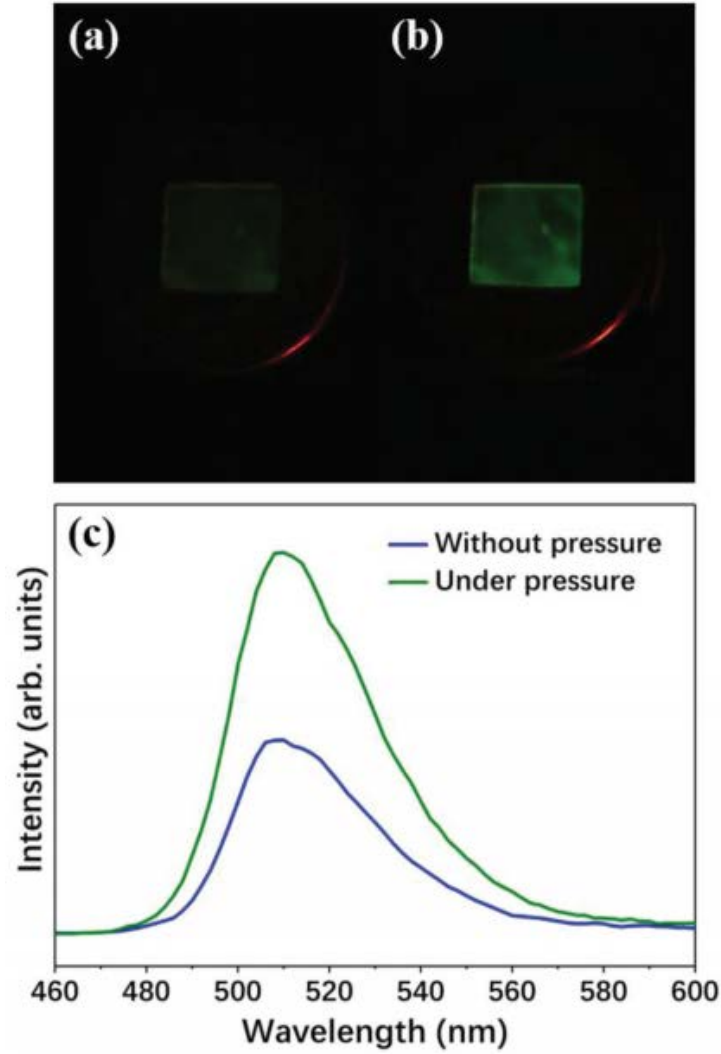 (a)
(b)
(c)
Without pressure
Under pressure
Intensity (arb. units)
460 480 500 520 540 560 580 600
Wavelength (nm)